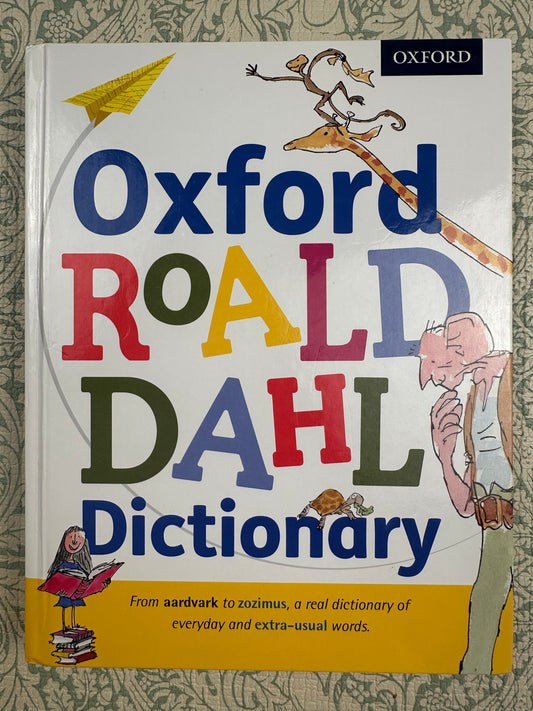 OXFORD
Oxford
ROALD
DAHL
Dictionary
From aardvark to zozimus, a real dictionary of
everyday and extra-usual words.